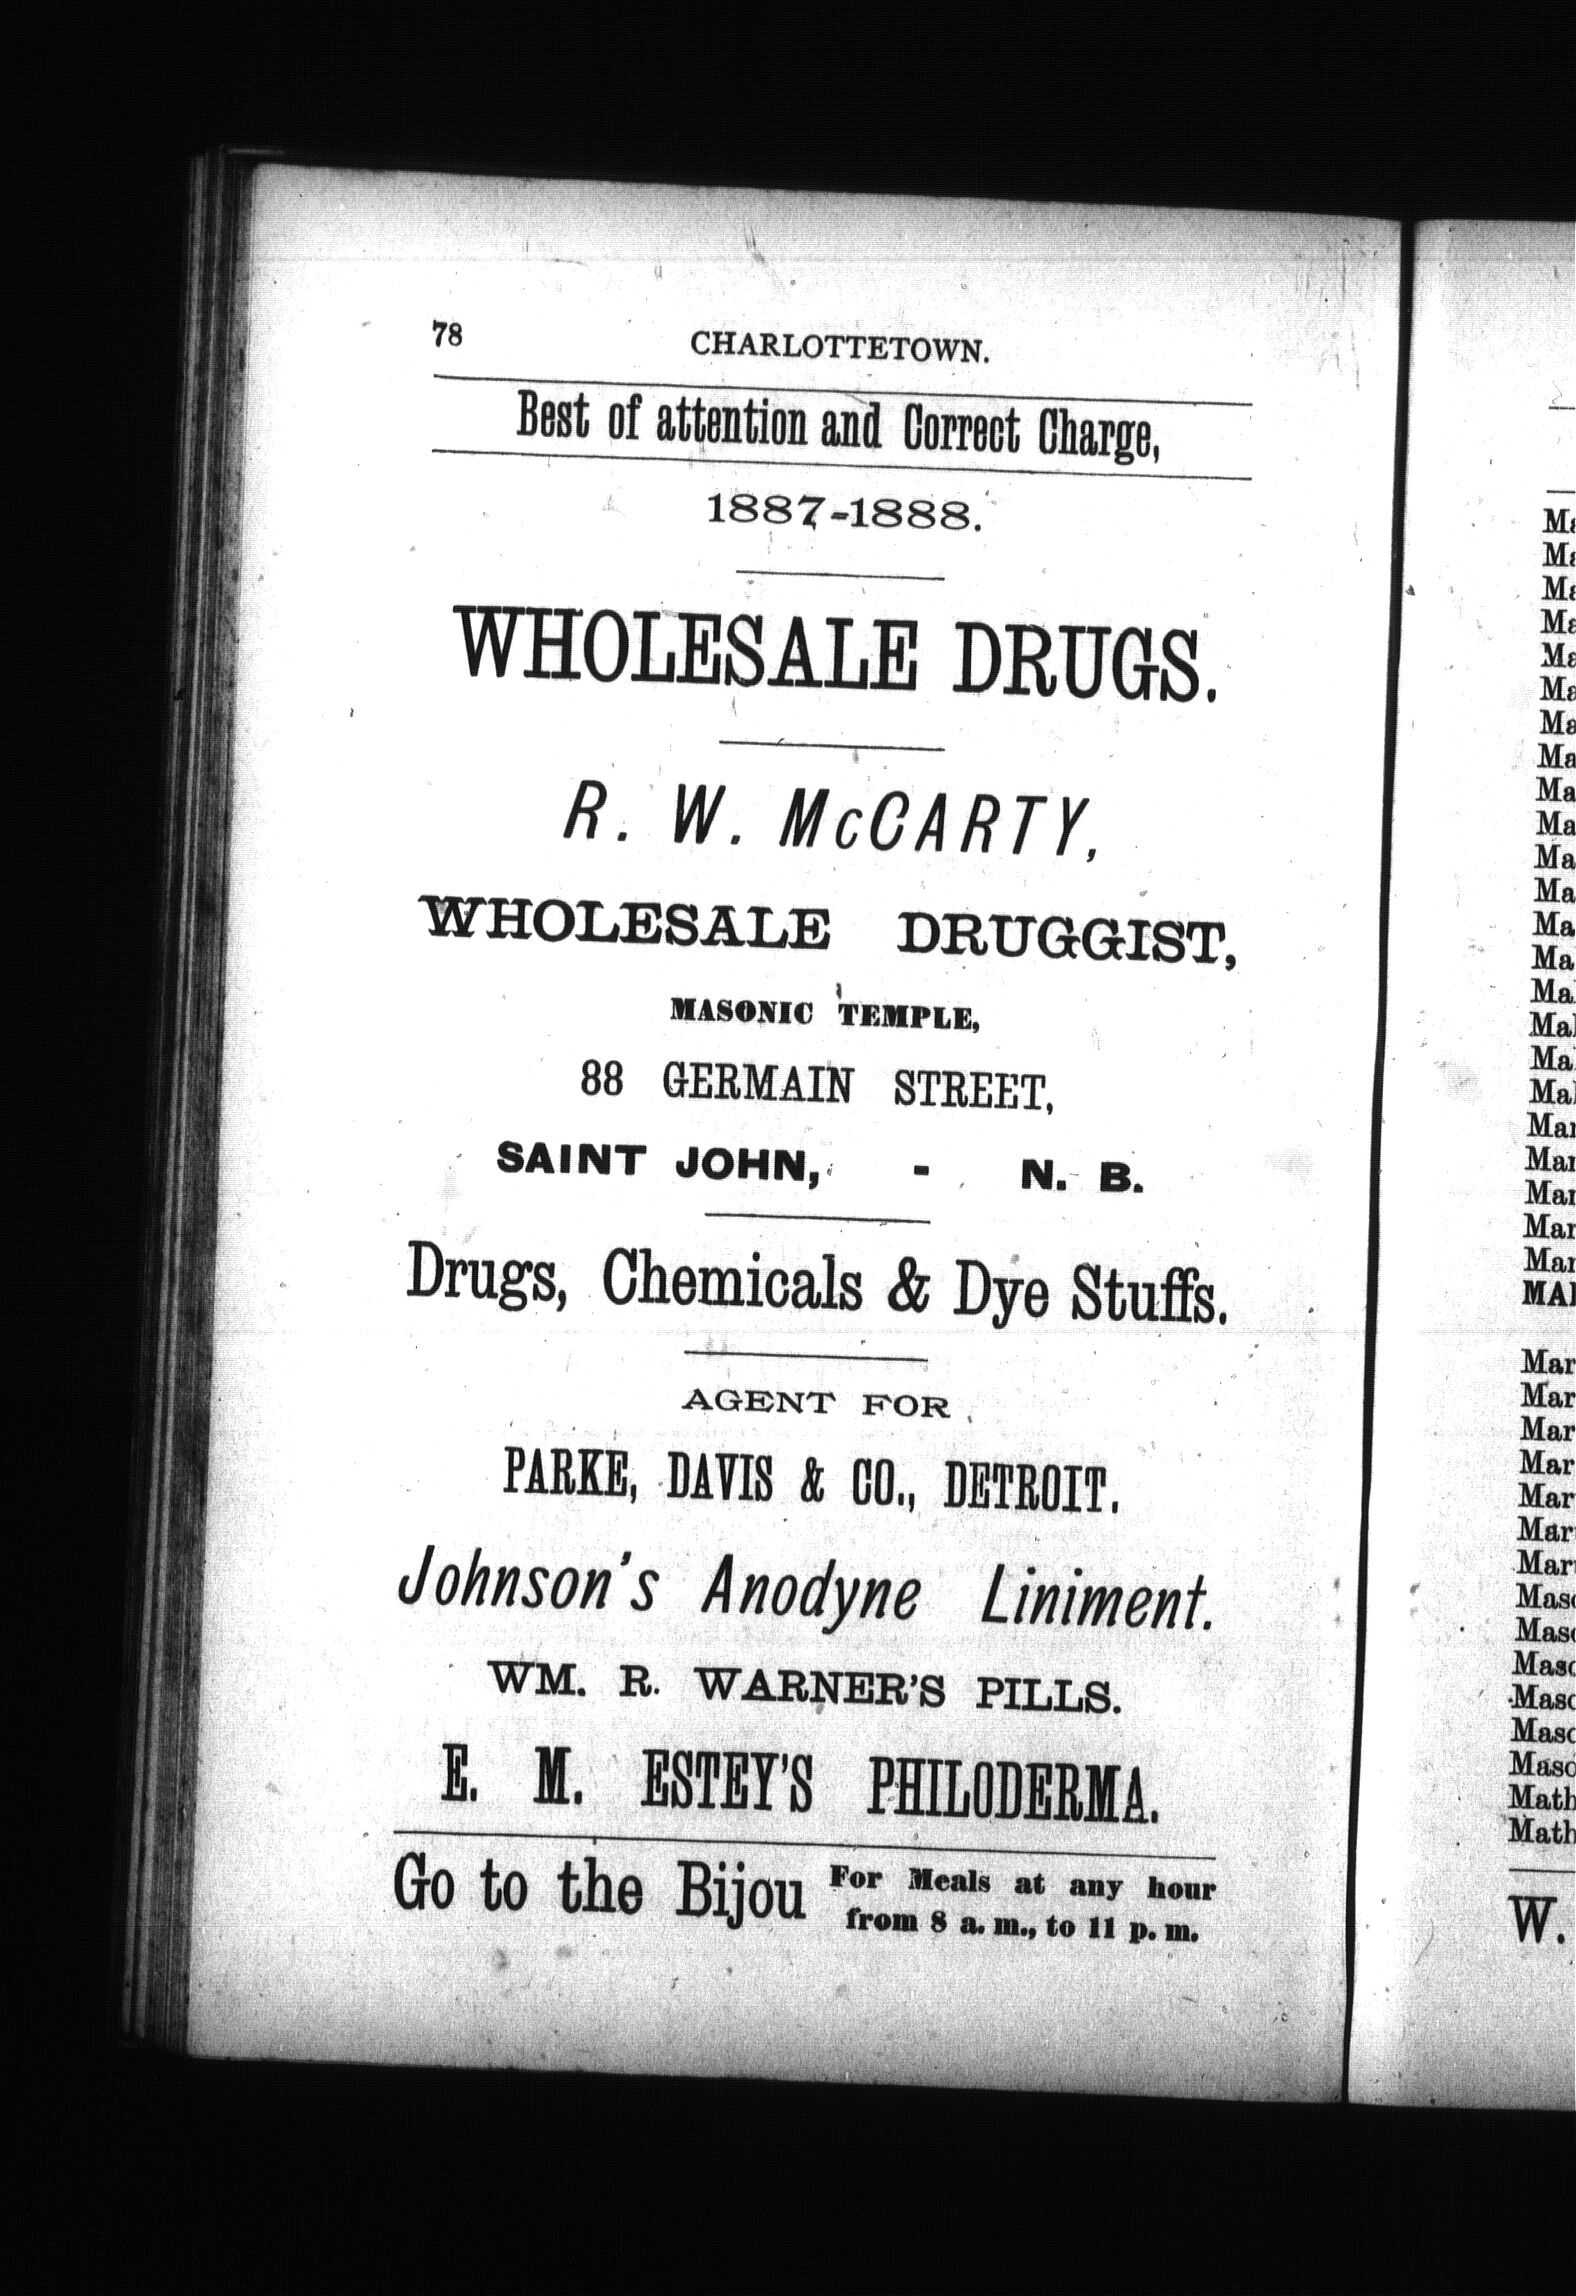 78 CHARLOTTETOWN.
Best of attention and Correct Charge,
1887-1888.
WHOLESALE DRUGS.
R. W. McCARTY,
WHOLESALE DRUGGIST,
MASONIC TEMPLE,
88 GERMAIN STREET,
SAINT JOHN, - N. B.
Drugs, Chemicals & Dye Stuffs.
AGENT FOR
PARKE, DAVIS & CO., DETROIT.
Johnson's Anodyne Liniment.
WM. R. WARNER'S PILLS.
E. M. ESTEY'S PHILODERMA.
Go to the Bijou For Meals at any hour
from 8 a. m., to 11 p. m.
W.